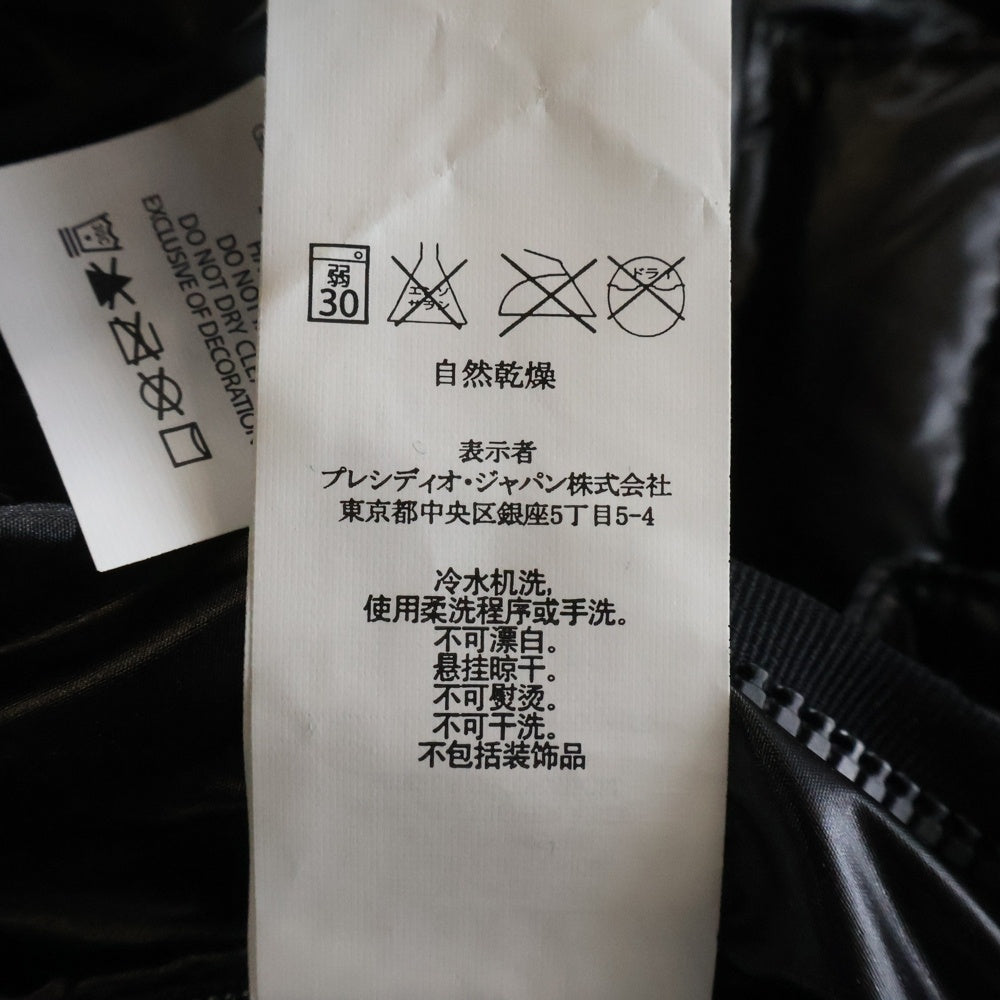 弱
30
エンソ
サラシ
ドライ
自然乾燥
表示者
プレシディオ・ジャパン株式会社
東京都中央区銀座5丁目5-4
冷水机洗,
使用柔洗程序或手洗。
不可漂白。
悬挂晾干。
不可熨烫。
不可干洗。
不包括装饰品
DO NOT
DO NOT DRY CLE
EXCLUSIVE OF DECORATION
30C